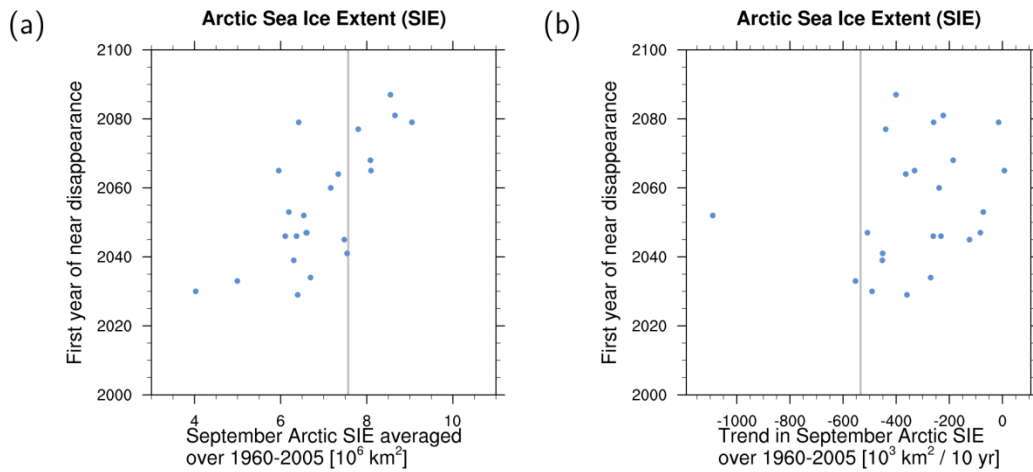 (a)
Arctic Sea Ice Extent (SIE)
First year of near disappearance
2100
2080
2060
2040
2020
2000
4 6 8 10
September Arctic SIE averaged
over 1960-2005 [10⁶ km²]
(b)
Arctic Sea Ice Extent (SIE)
First year of near disappearance
2100
2080
2060
2040
2020
2000
-1000 -800 -600 -400 -200 0
Trend in September Arctic SIE
over 1960-2005 [10³ km² / 10 yr]